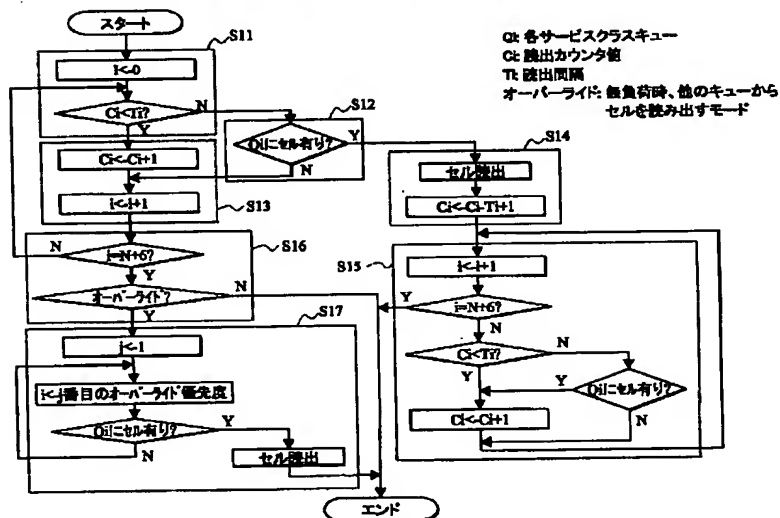 スタート
S11
i<-0
Ci<Ti?
N
Y
S12
Qiにセル有り?
Y
N
Qi: 各サービスクラスキュー
Ci: 読出カウンタ値
Ti: 読出間隔
オーバーライド: 無負荷時、他のキューから
セルを読み出すモード
S14
セル読出
Ci<-Ci-Ti+1
Ci<-Ci+1
i<-i+1
S13
S16
N
i=N+6?
Y
オーバーライド?
N
Y
S15
i<-i+1
Y
i=N+6?
N
Ci<Ti?
N
Y
Qiにセル有り?
Y
N
Ci<-Ci+1
S17
j<-1
i<-j番目のオーバーライド優先度
Qiにセル有り?
Y
N
セル読出
エンド